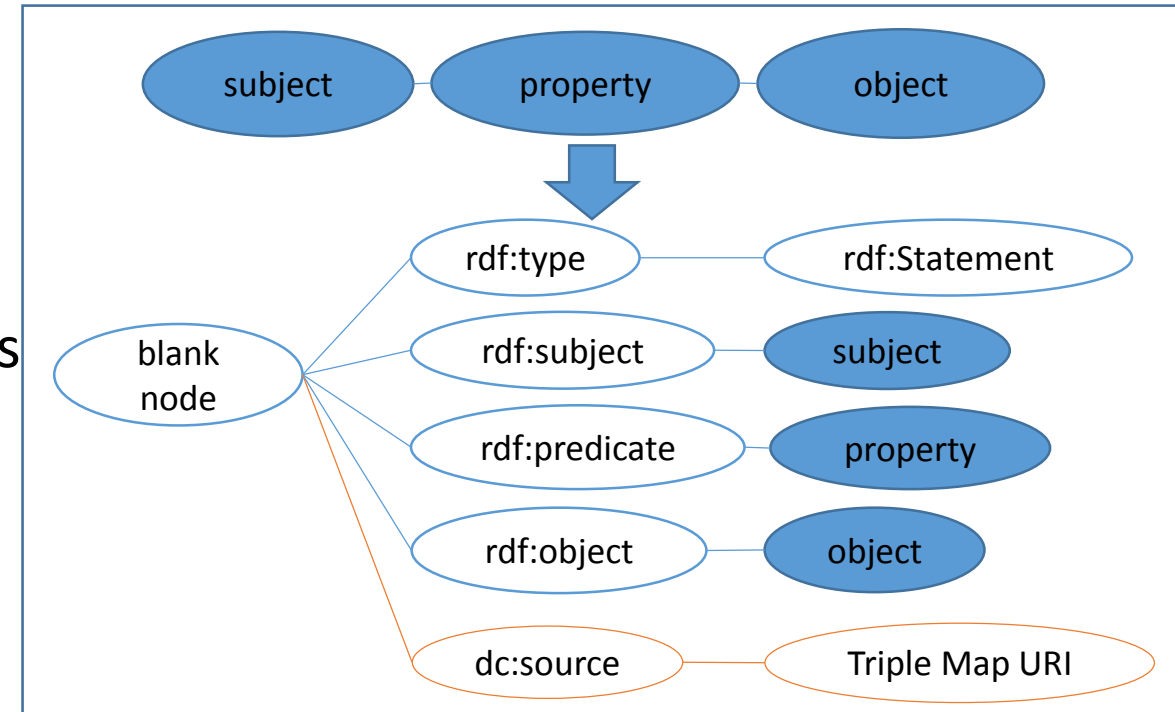 subject property object
rdf:type rdf:Statement
rdf:subject subject
s
blank
node
rdf:predicate property
rdf:object object
dc:source Triple Map URI